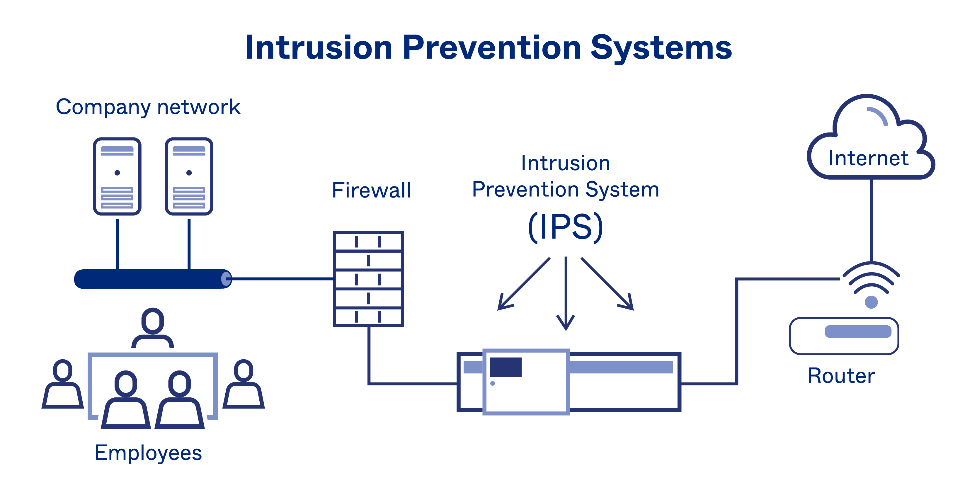 Intrusion Prevention Systems
Company network
Firewall
Intrusion
Prevention System
(IPS)
Internet
Router
Employees